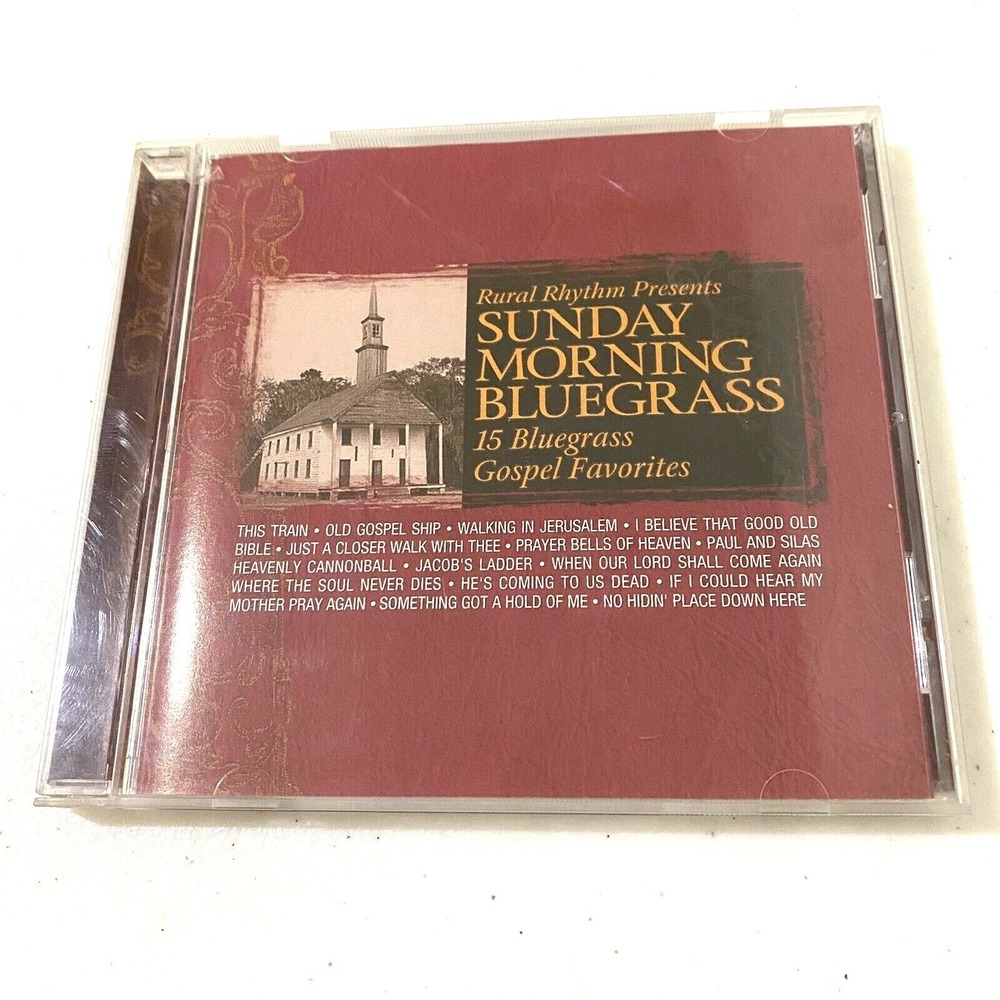 Rural Rhythm Presents
SUNDAY
MORNING
BLUEGRASS
15 Bluegrass
Gospel Favorites
THIS TRAIN • OLD GOSPEL SHIP • WALKING IN JERUSALEM • I BELIEVE THAT GOOD OLD
BIBLE • JUST A CLOSER WALK WITH THEE • PRAYER BELLS OF HEAVEN • PAUL AND SILAS
HEAVENLY CANNONBALL • JACOB'S LADDER • WHEN OUR LORD SHALL COME AGAIN
WHERE THE SOUL NEVER DIES • HE'S COMING TO US DEAD • IF I COULD HEAR MY
MOTHER PRAY AGAIN • SOMETHING GOT A HOLD OF ME • NO HIDIN' PLACE DOWN HERE